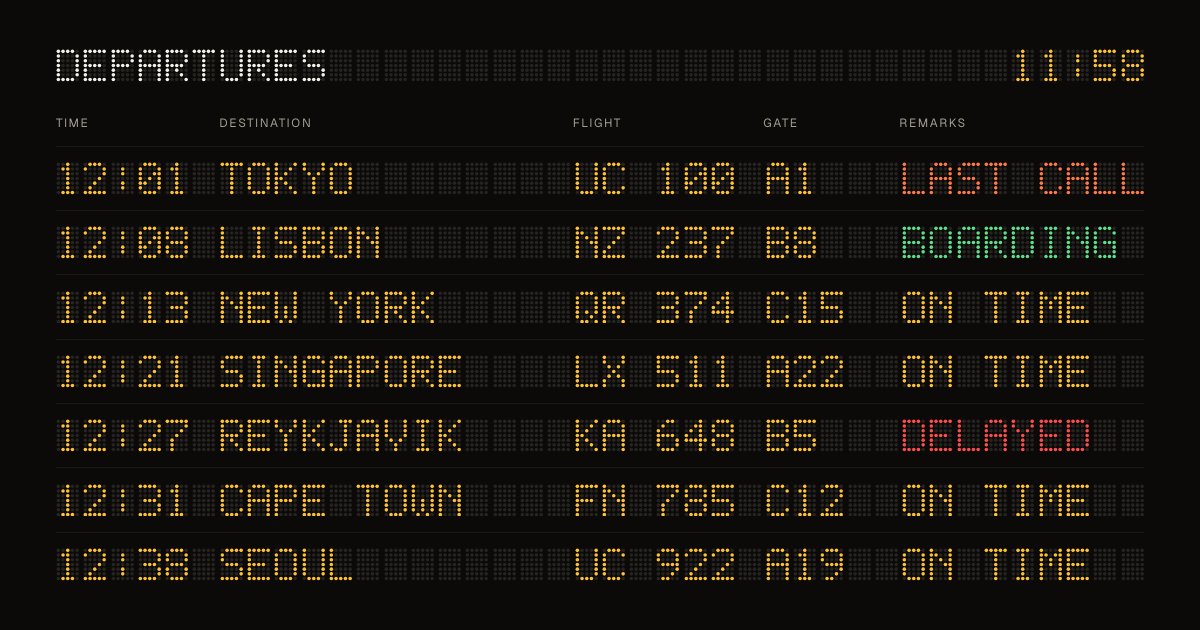 DEPARTURES 11:58
TIME DESTINATION FLIGHT GATE REMARKS
12:01 TOKYO UC 100 A1 LAST CALL
12:08 LISBON NZ 237 B8 BOARDING
12:13 NEW YORK QR 374 C15 ON TIME
12:21 SINGAPORE LX 511 A22 ON TIME
12:27 REYKJAVIK KA 648 B5 DELAYED
12:31 CAPE TOWN FN 785 C12 ON TIME
12:38 SEOUL UC 922 A19 ON TIME